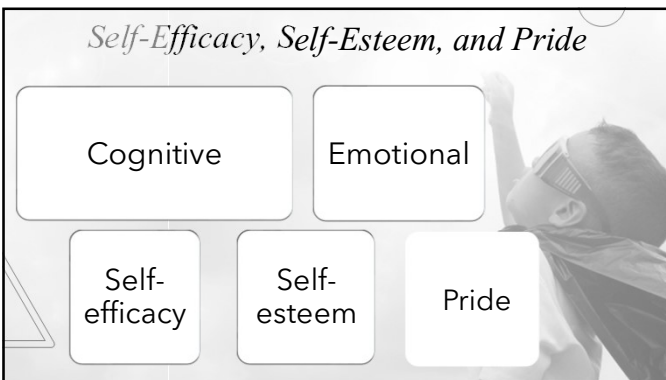 Self-Efficacy, Self-Esteem, and Pride
Cognitive
Emotional
Self-
efficacy
Self-
esteem
Pride